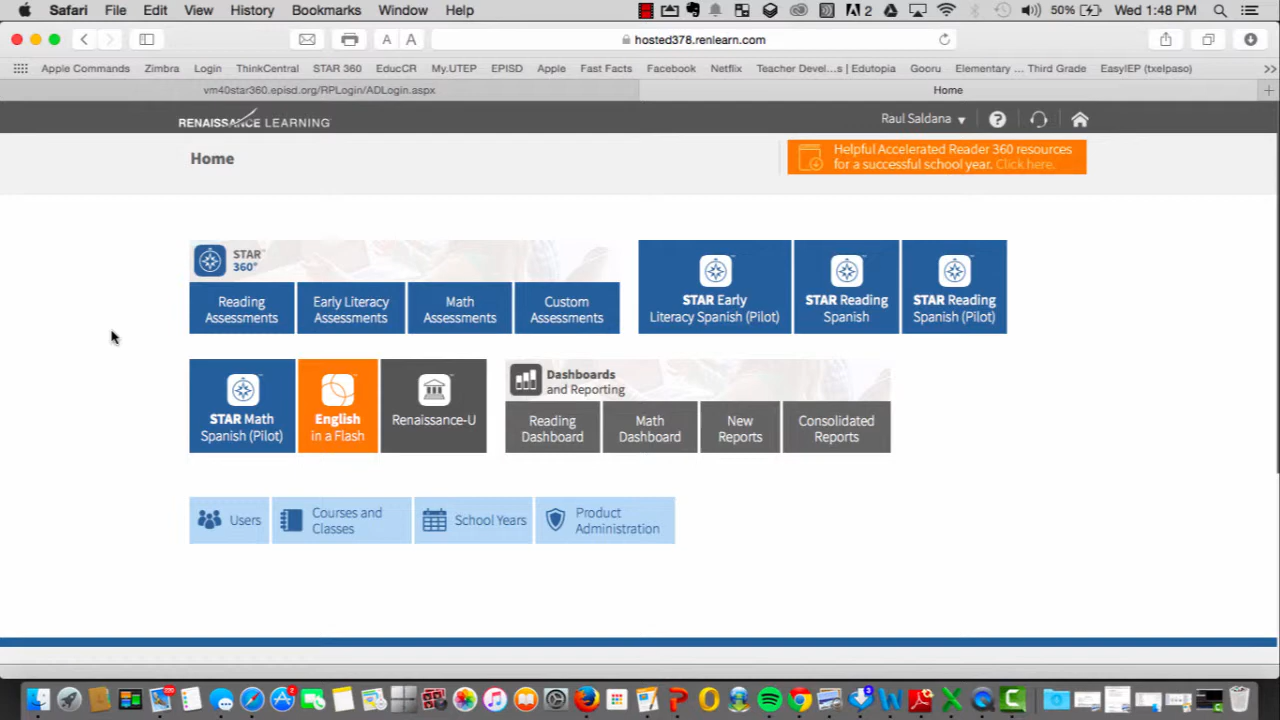 Safari File Edit View History Bookmarks Window Help 2 50% Wed 1:48 PM
A A hosted378.renlearn.com
Apple Commands Zimbra Login ThinkCentral STAR 360 EducCR My.UTEP EPISD Apple Fast Facts Facebook Netflix Teacher Devel...s | Edutopia Gooru Elementary ... Third Grade EasyIEP (txelpaso) >>
vm40star360.episd.org/RPLogin/ADLogin.aspx Home +
RENAISSANCE LEARNING Raul Saldana ?
Home
Helpful Accelerated Reader 360 resources
for a successful school year. Click here.
STAR™
360°
Reading
Assessments
Early Literacy
Assessments
Math
Assessments
Custom
Assessments
STAR Early
Literacy Spanish (Pilot)
STAR Reading
Spanish
STAR Reading
Spanish (Pilot)
STAR Math
Spanish (Pilot)
English
in a Flash
Renaissance-U
Dashboards
and Reporting
Reading
Dashboard
Math
Dashboard
New
Reports
Consolidated
Reports
Users
Courses and
Classes
School Years
Product
Administration